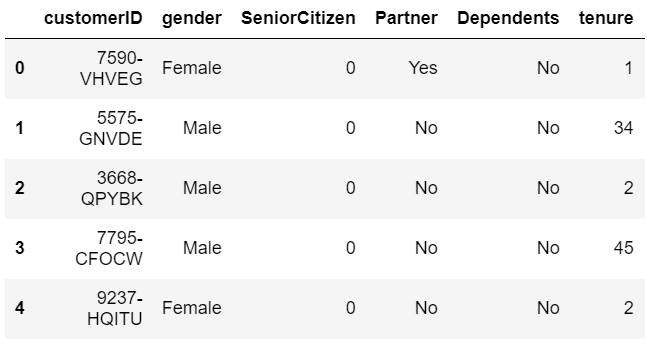 customerID gender SeniorCitizen Partner Dependents tenure
0 7590-VHVEG Female 0 Yes No 1
1 5575-GNVDE Male 0 No No 34
2 3668-QPYBK Male 0 No No 2
3 7795-CFOCW Male 0 No No 45
4 9237-HQITU Female 0 No No 2